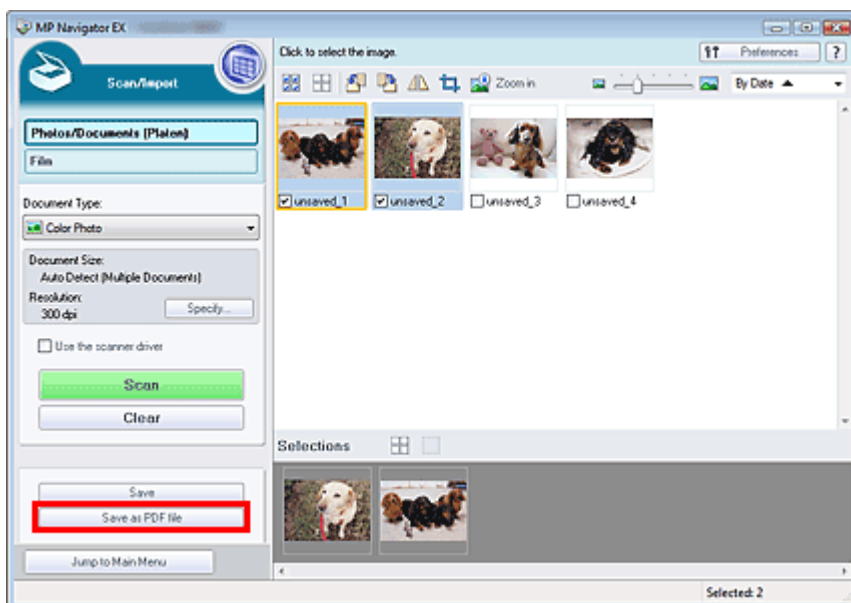 MP Navigator EX
Click to select the image.
Preferences
?
Scan/Import
Zoom in
By Date
Photos/Documents (Platen)
Film
unsaved_1
unsaved_2
unsaved_3
unsaved_4
Document Type:
Color Photo
Document Size:
Auto Detect (Multiple Documents)
Resolution:
300 dpi
Specify...
Use the scanner driver
Scan
Clear
Selections
Save
Save as PDF file
Jump to Main Menu
Selected: 2